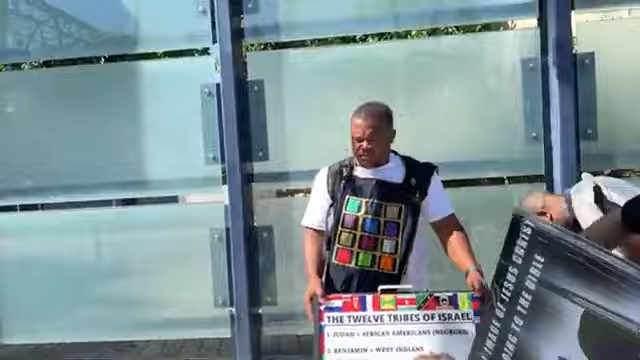 THE TWELVE TRIBES OF ISRAEL
1. JUDAH = AFRICAN AMERICANS (NEGROES)
2. BENJAMIN = WEST INDIANS
IMAGE OF JESUS CHRIST
TO THE BIBLE